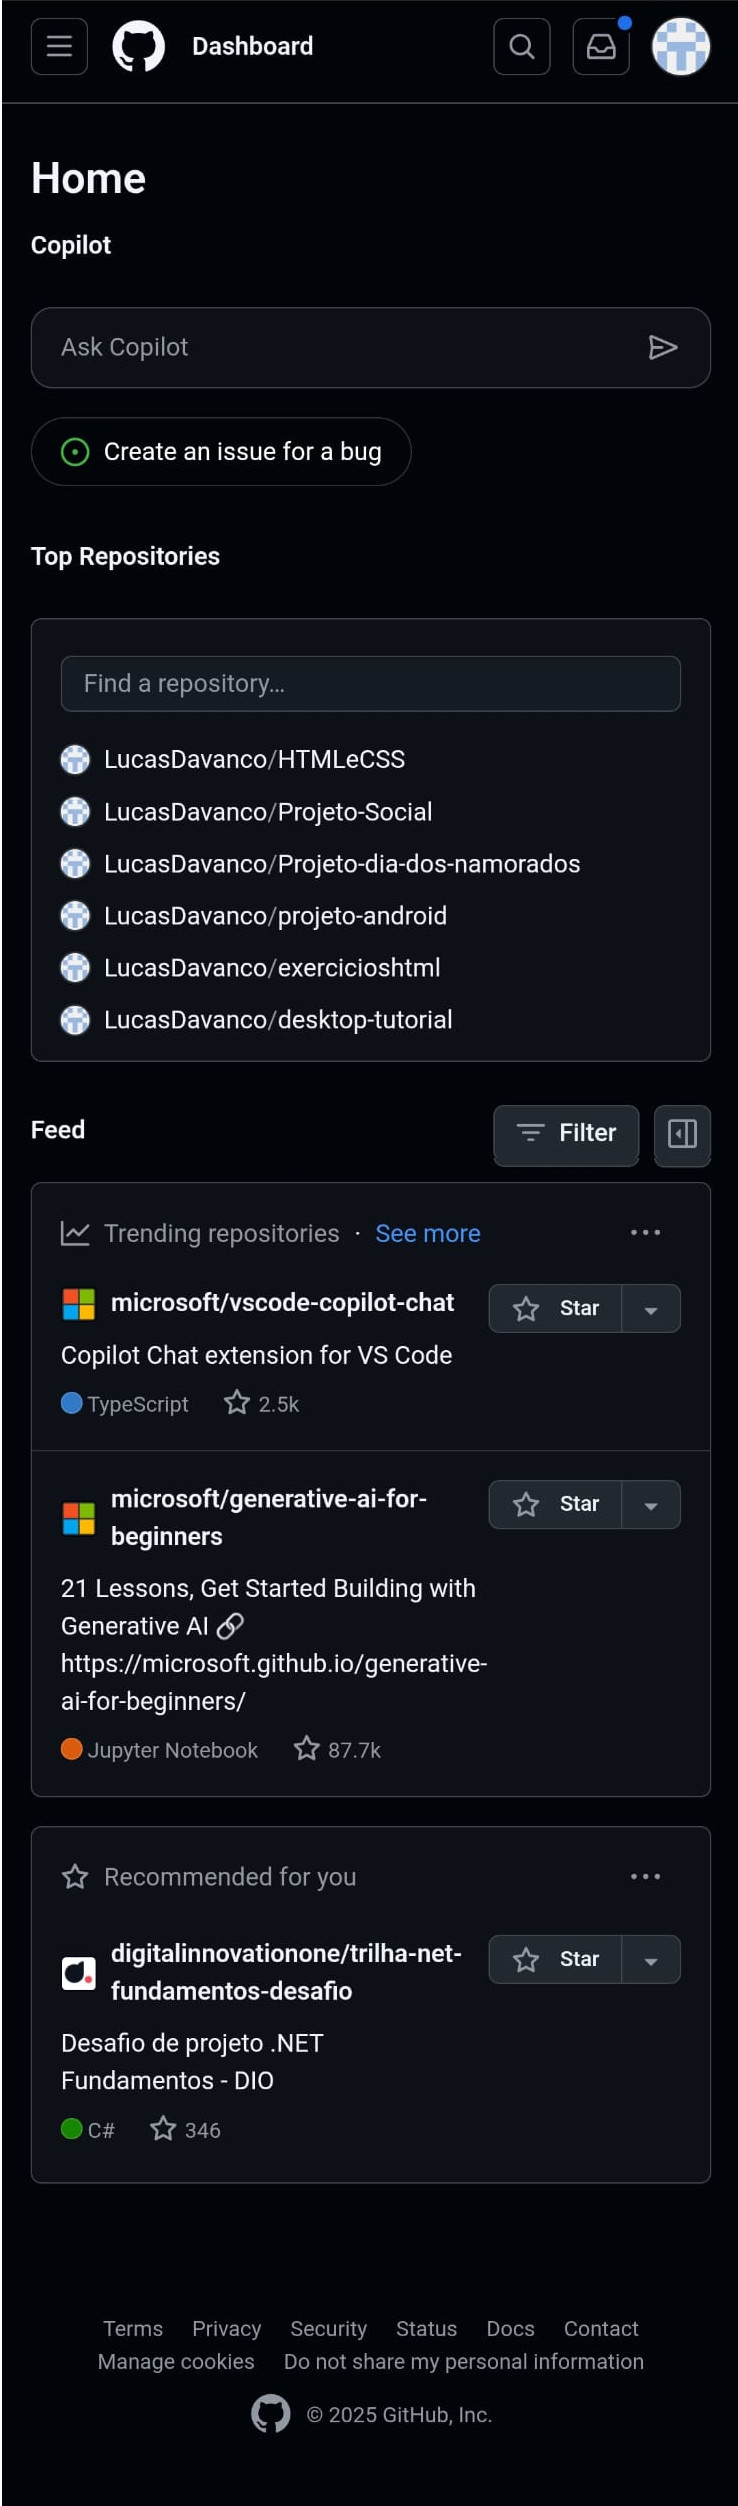 Dashboard
Home
Copilot
Ask Copilot
Create an issue for a bug
Top Repositories
Find a repository…
LucasDavanco/HTMLeCSS
LucasDavanco/Projeto-Social
LucasDavanco/Projeto-dia-dos-namorados
LucasDavanco/projeto-android
LucasDavanco/exercicioshtml
LucasDavanco/desktop-tutorial
Feed
Filter
Trending repositories · See more
microsoft/vscode-copilot-chat
Star
Copilot Chat extension for VS Code
TypeScript 2.5k
microsoft/generative-ai-for-
beginners
Star
21 Lessons, Get Started Building with
Generative AI 🔗
https://microsoft.github.io/generative-
ai-for-beginners/
Jupyter Notebook 87.7k
Recommended for you
digitalinnovationone/trilha-net-
fundamentos-desafio
Star
Desafio de projeto .NET
Fundamentos - DIO
C# 346
Terms Privacy Security Status Docs Contact
Manage cookies Do not share my personal information
© 2025 GitHub, Inc.